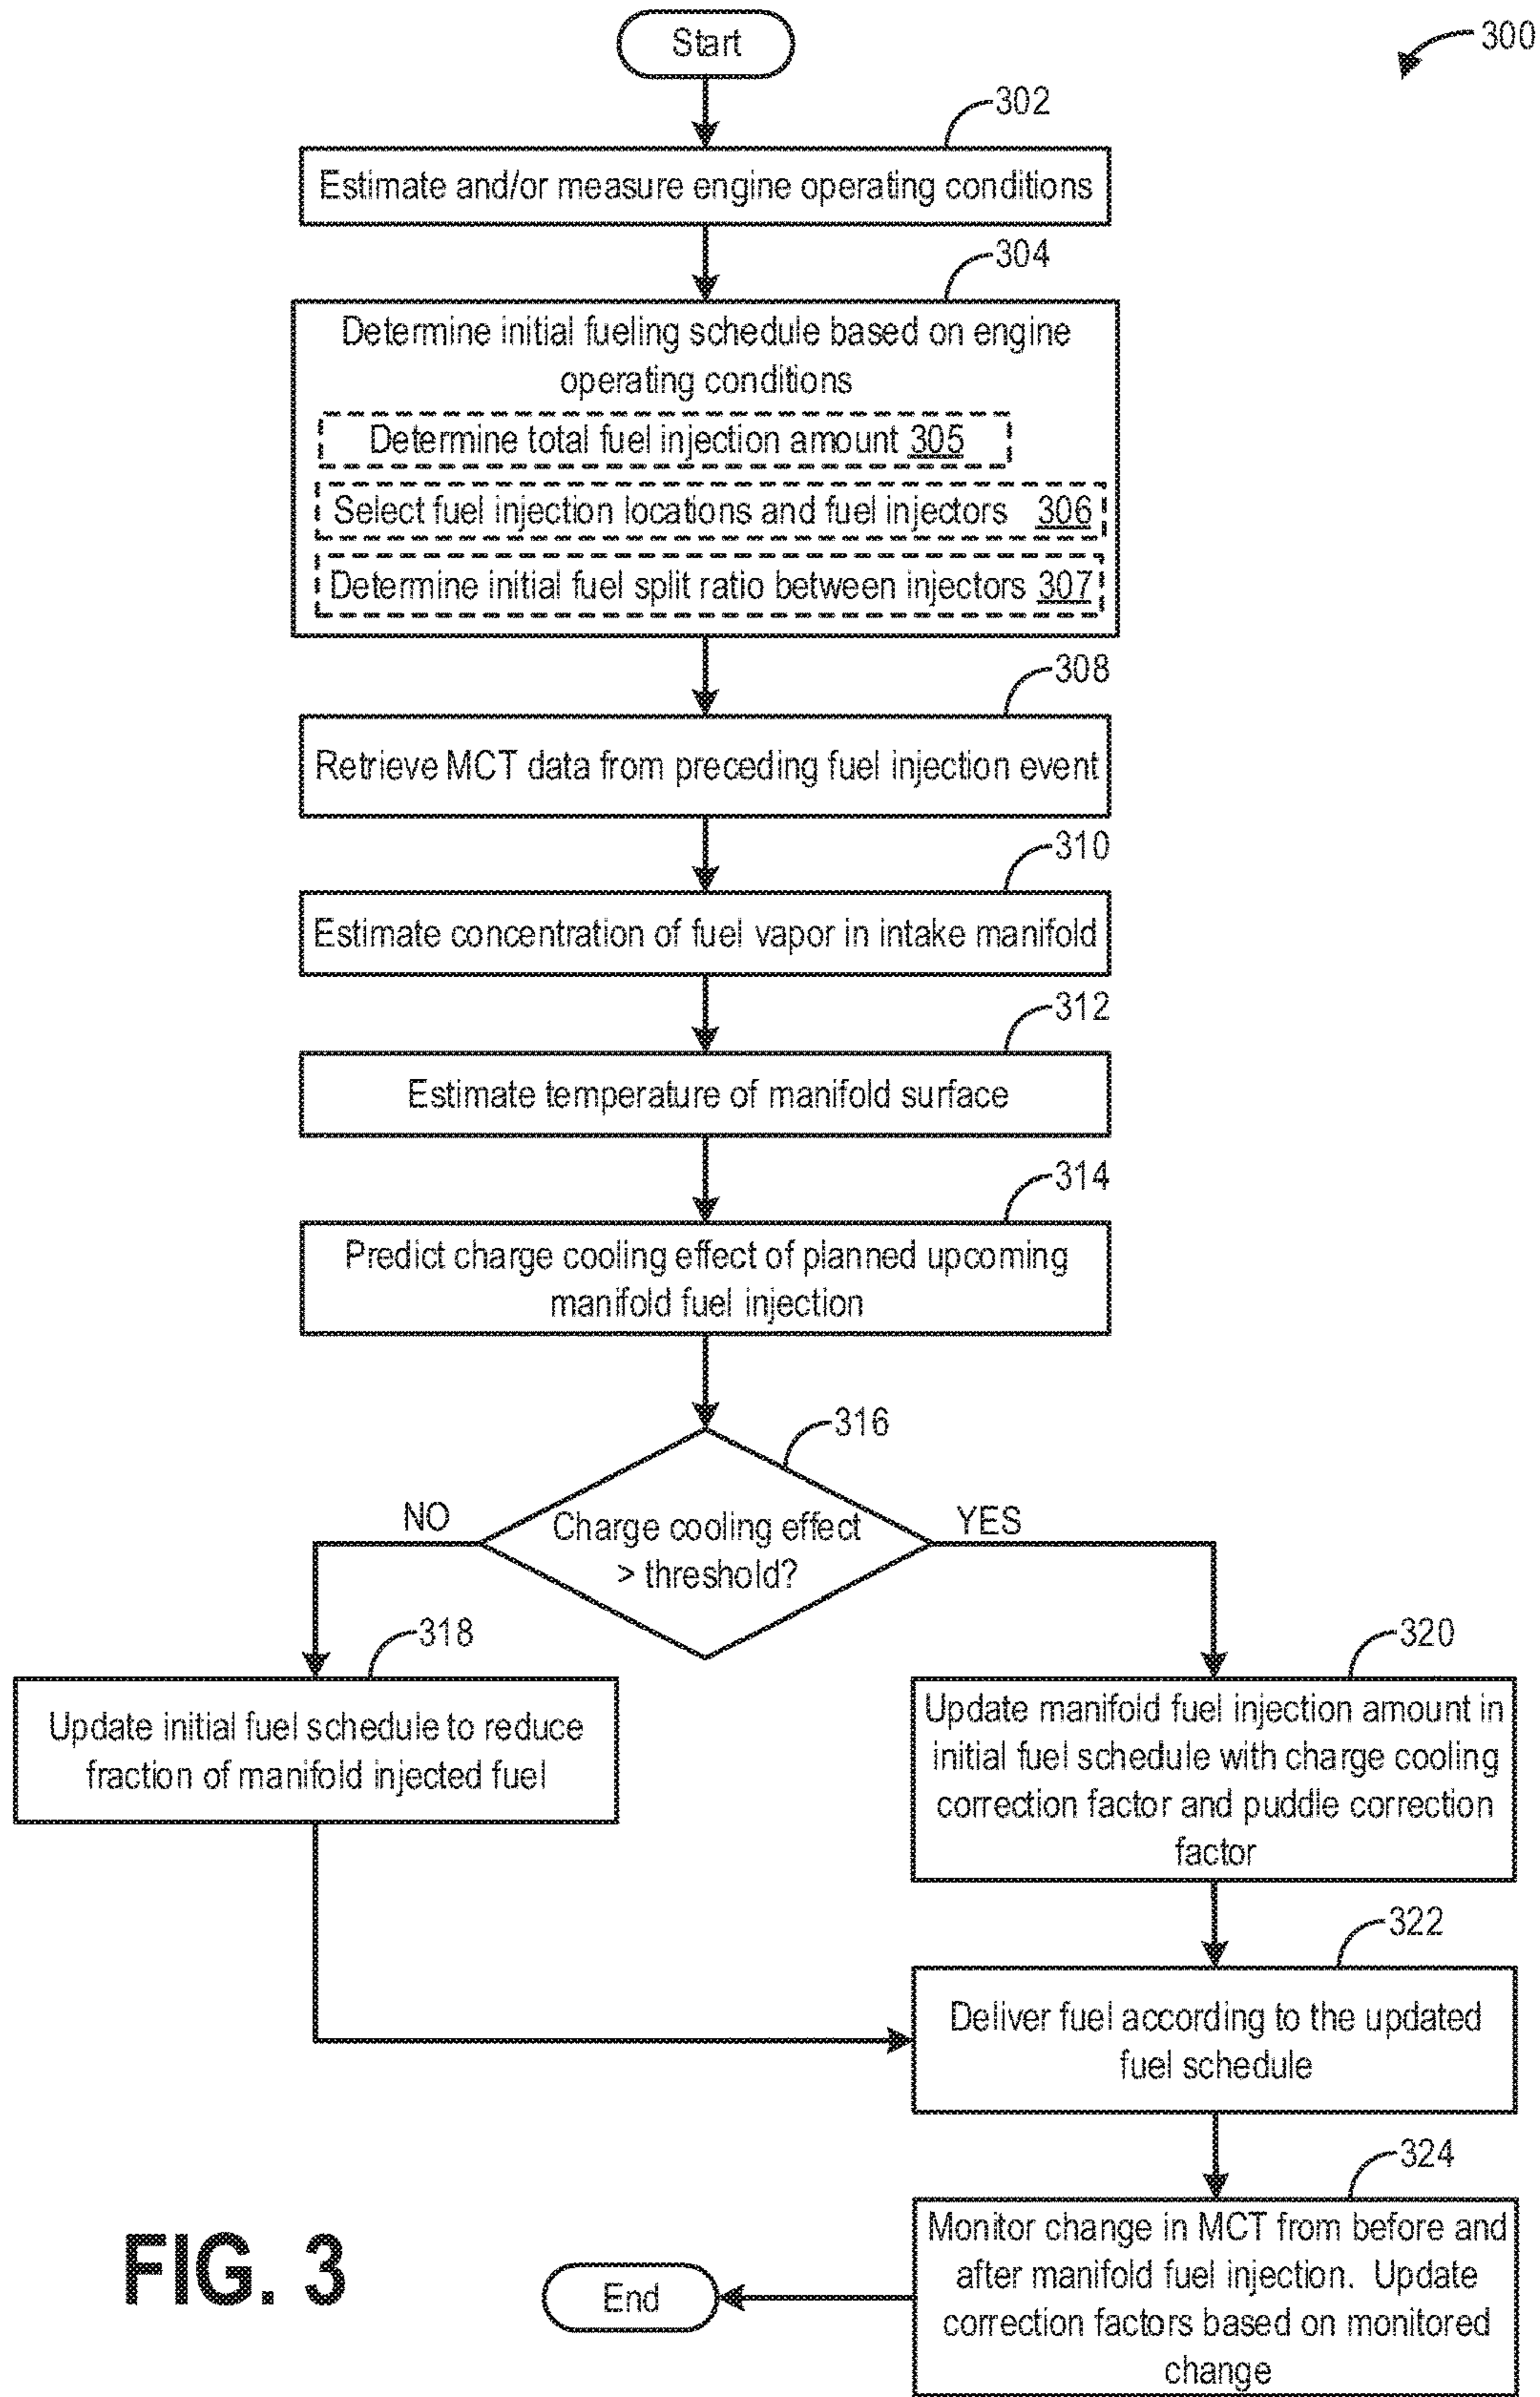 Start
300
302
Estimate and/or measure engine operating conditions
304
Determine initial fueling schedule based on engine
operating conditions
Determine total fuel injection amount 305
Select fuel injection locations and fuel injectors 306
Determine initial fuel split ratio between injectors 307
308
Retrieve MCT data from preceding fuel injection event
310
Estimate concentration of fuel vapor in intake manifold
312
Estimate temperature of manifold surface
314
Predict charge cooling effect of planned upcoming
manifold fuel injection
316
Charge cooling effect
> threshold?
NO
YES
318
Update initial fuel schedule to reduce
fraction of manifold injected fuel
320
Update manifold fuel injection amount in
initial fuel schedule with charge cooling
correction factor and puddle correction
factor
322
Deliver fuel according to the updated
fuel schedule
324
Monitor change in MCT from before and
after manifold fuel injection. Update
correction factors based on monitored
change
End
FIG. 3